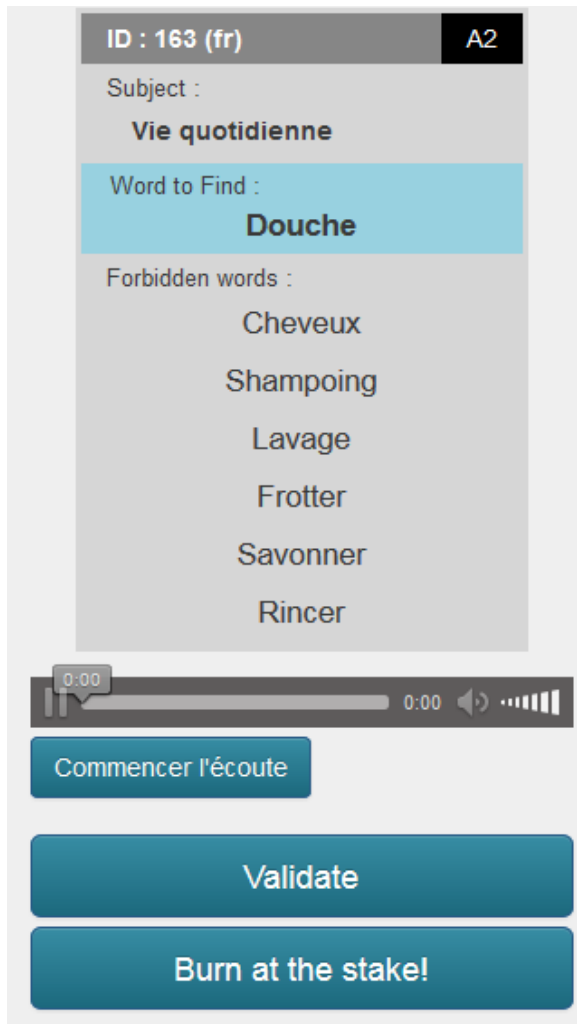 ID : 163 (fr) A2
Subject :
Vie quotidienne
Word to Find :
Douche
Forbidden words :
Cheveux
Shampoing
Lavage
Frotter
Savonner
Rincer
0:00
0:00
Commencer l'écoute
Validate
Burn at the stake!